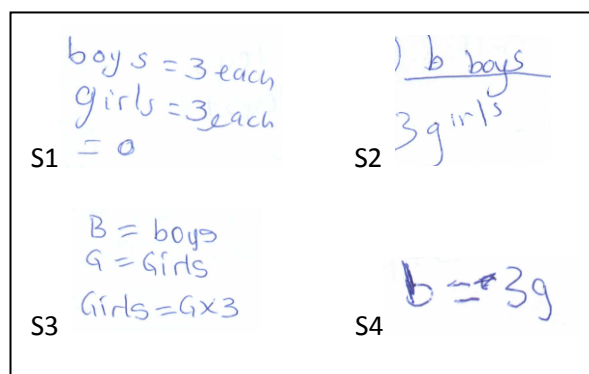 boys = 3 each
girls = 3 each
= 0
S1
) b boys
3 girls
S2
B = boys
G = Girls
Girls = G×3
S3
b = 3g
S4